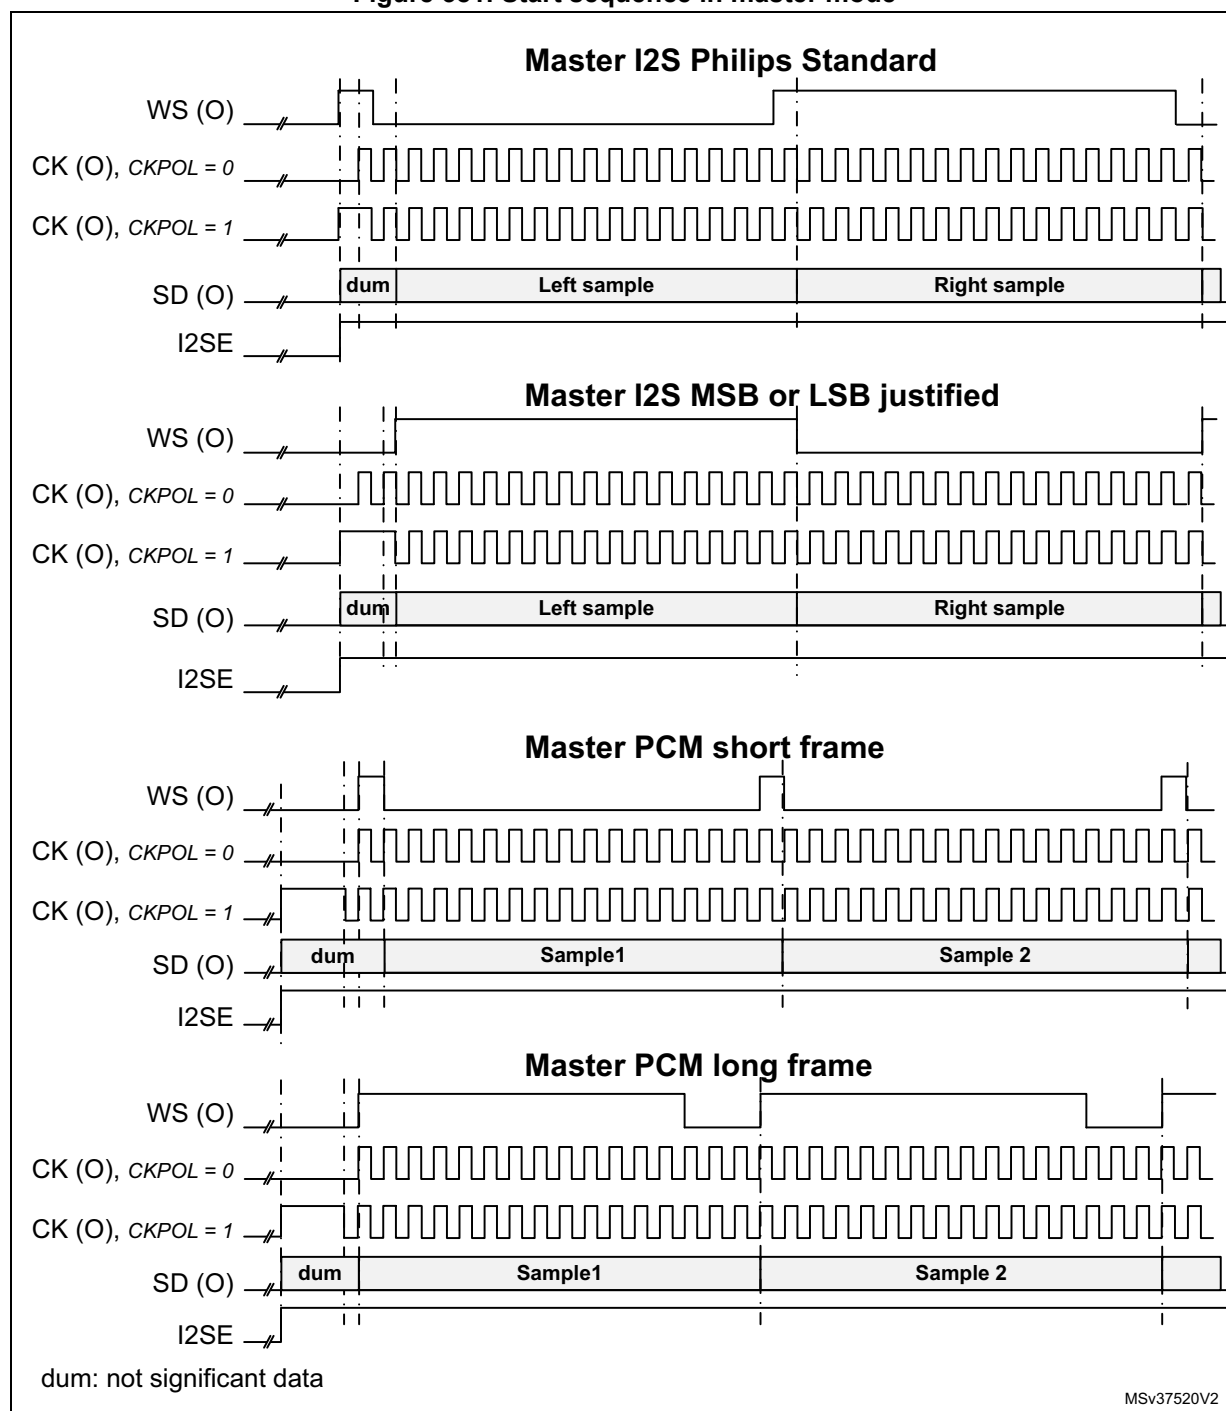 Master I2S Philips Standard
WS (O)
CK (O), CKPOL = 0
CK (O), CKPOL = 1
SD (O)
dum
Left sample
Right sample
I2SE
Master I2S MSB or LSB justified
WS (O)
CK (O), CKPOL = 0
CK (O), CKPOL = 1
SD (O)
dum
Left sample
Right sample
I2SE
Master PCM short frame
WS (O)
CK (O), CKPOL = 0
CK (O), CKPOL = 1
SD (O)
dum
Sample1
Sample 2
I2SE
Master PCM long frame
WS (O)
CK (O), CKPOL = 0
CK (O), CKPOL = 1
SD (O)
dum
Sample1
Sample 2
I2SE
dum: not significant data
MSv37520V2